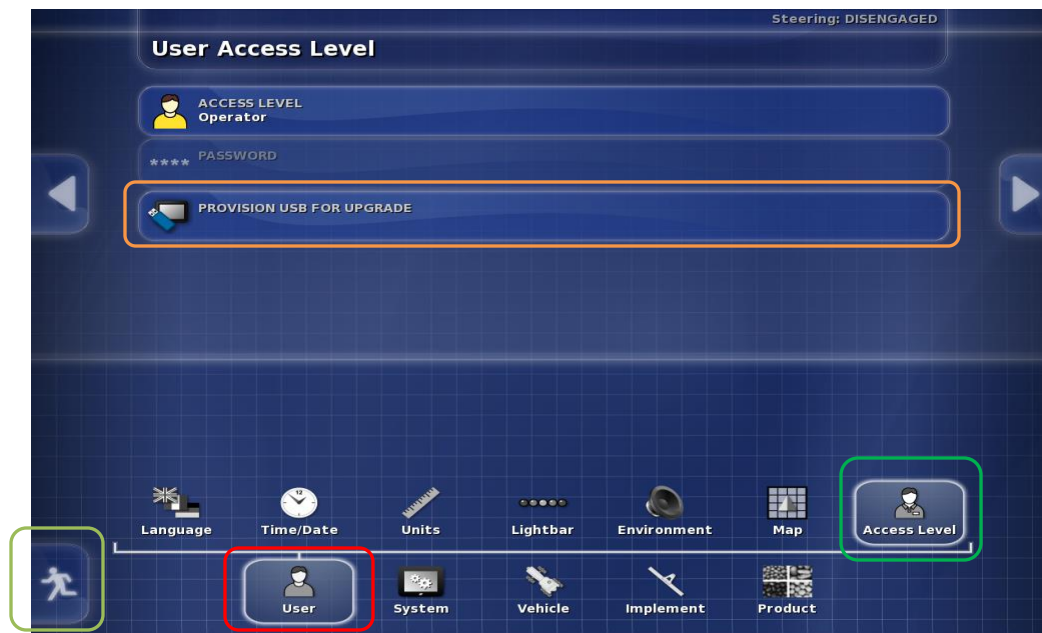 Steering: DISENGAGED
User Access Level
ACCESS LEVEL
Operator
**** PASSWORD
PROVISION USB FOR UPGRADE
12
Language Time/Date Units Lightbar Environment Map Access Level
User System Vehicle Implement Product